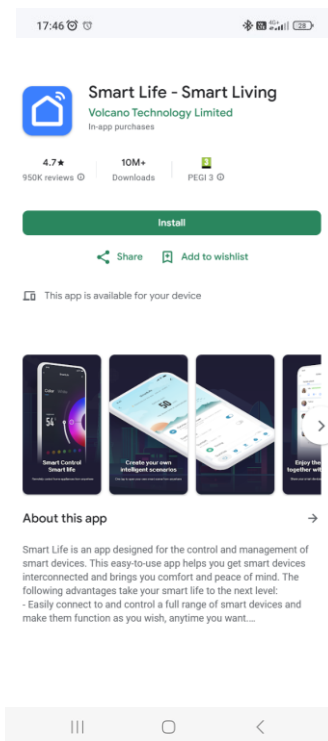 17:46
28
Smart Life - Smart Living
Volcano Technology Limited
In-app purchases
4.7★
10M+
3
950K reviews
Downloads
PEGI 3
Install
Share
Add to wishlist
This app is available for your device
Smart Control
Smart life
Create your own
intelligent scenarios
Enjoy the
together wit
About this app
Smart Life is an app designed for the control and management of
smart devices. This easy-to-use app helps you get smart devices
interconnected and brings you comfort and peace of mind. The
following advantages take your smart life to the next level:
- Easily connect to and control a full range of smart devices and
make them function as you wish, anytime you want....